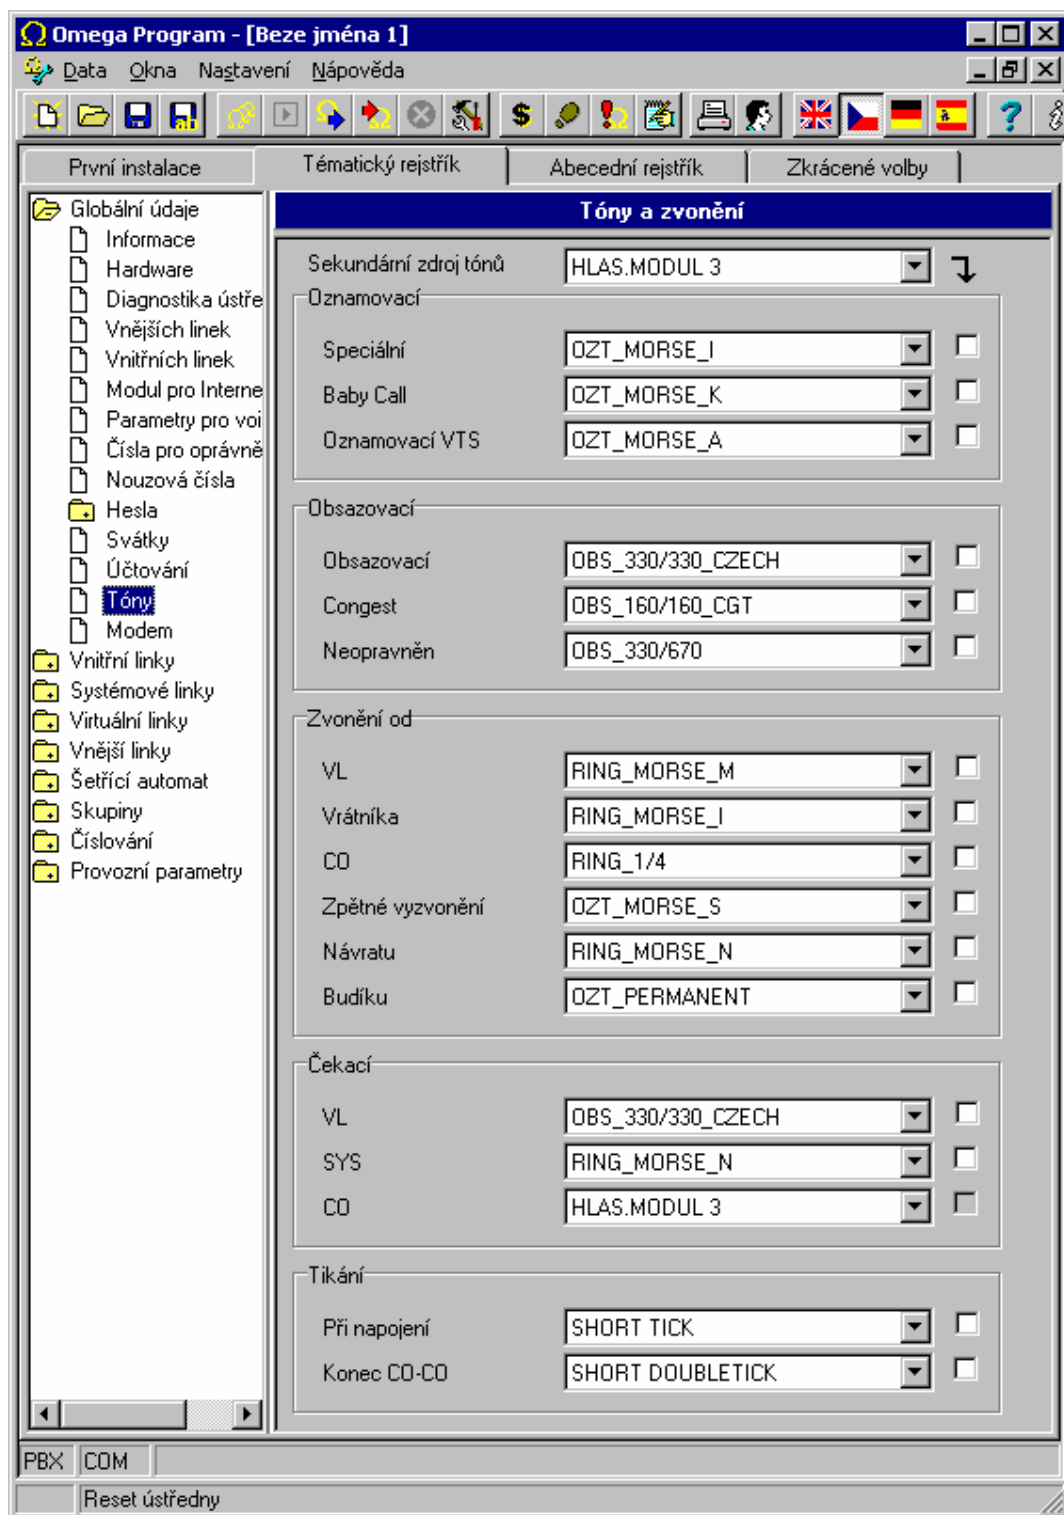 Omega Program - [Beze jména 1]
Data Okna Nastavení Nápověda
První instalace Tématický rejstřík Abecední rejstřík Zkrácené volby
Globální údaje
Informace
Hardware
Diagnostika ústře
Vnějších linek
Vnitřních linek
Modul pro Interne
Parametry pro voi
Čísla pro oprávně
Nouzová čísla
Hesla
Svátky
Účtování
Tóny
Modem
Vnitřní linky
Systémové linky
Virtuální linky
Vnější linky
Šetřící automat
Skupiny
Číslování
Provozní parametry
Tóny a zvonění
Sekundární zdroj tónů HLAS.MODUL 3
Oznamovací
Speciální OZT_MORSE_I
Baby Call OZT_MORSE_K
Oznamovací VTS OZT_MORSE_A
Obsazovací
Obsazovací OBS_330/330_CZECH
Congest OBS_160/160_CGT
Neopravněn OBS_330/670
Zvonění od
VL RING_MORSE_M
Vrátníka RING_MORSE_I
CO RING_1/4
Zpětné vyzvonění OZT_MORSE_S
Návratu RING_MORSE_N
Budíku OZT_PERMANENT
Čekací
VL OBS_330/330_CZECH
SYS RING_MORSE_N
CO HLAS.MODUL 3
Tikání
Při napojení SHORT TICK
Konec CO-CO SHORT DOUBLETICK
PBX COM
Reset ústředny